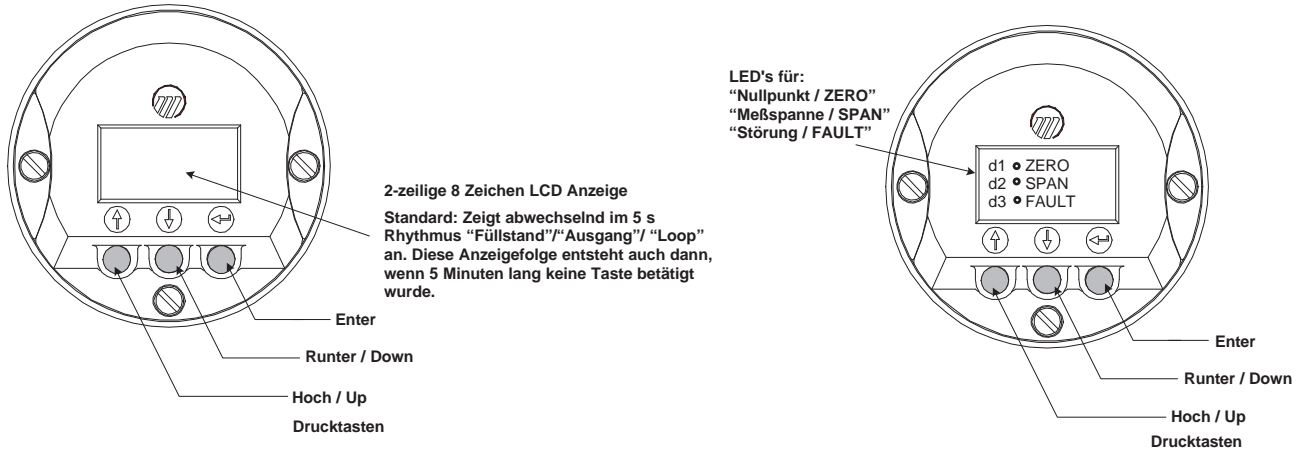 2-zeilige 8 Zeichen LCD Anzeige
Standard: Zeigt abwechselnd im 5 s
Rhythmus “Füllstand”/“Ausgang”/ “Loop”
an. Diese Anzeigefolge entsteht auch dann,
wenn 5 Minuten lang keine Taste betätigt
wurde.
Enter
Runter / Down
Hoch / Up
Drucktasten
LED's für:
“Nullpunkt / ZERO”
“Meßspanne / SPAN”
“Störung / FAULT”
d1 ZERO
d2 SPAN
d3 FAULT
Enter
Runter / Down
Hoch / Up
Drucktasten